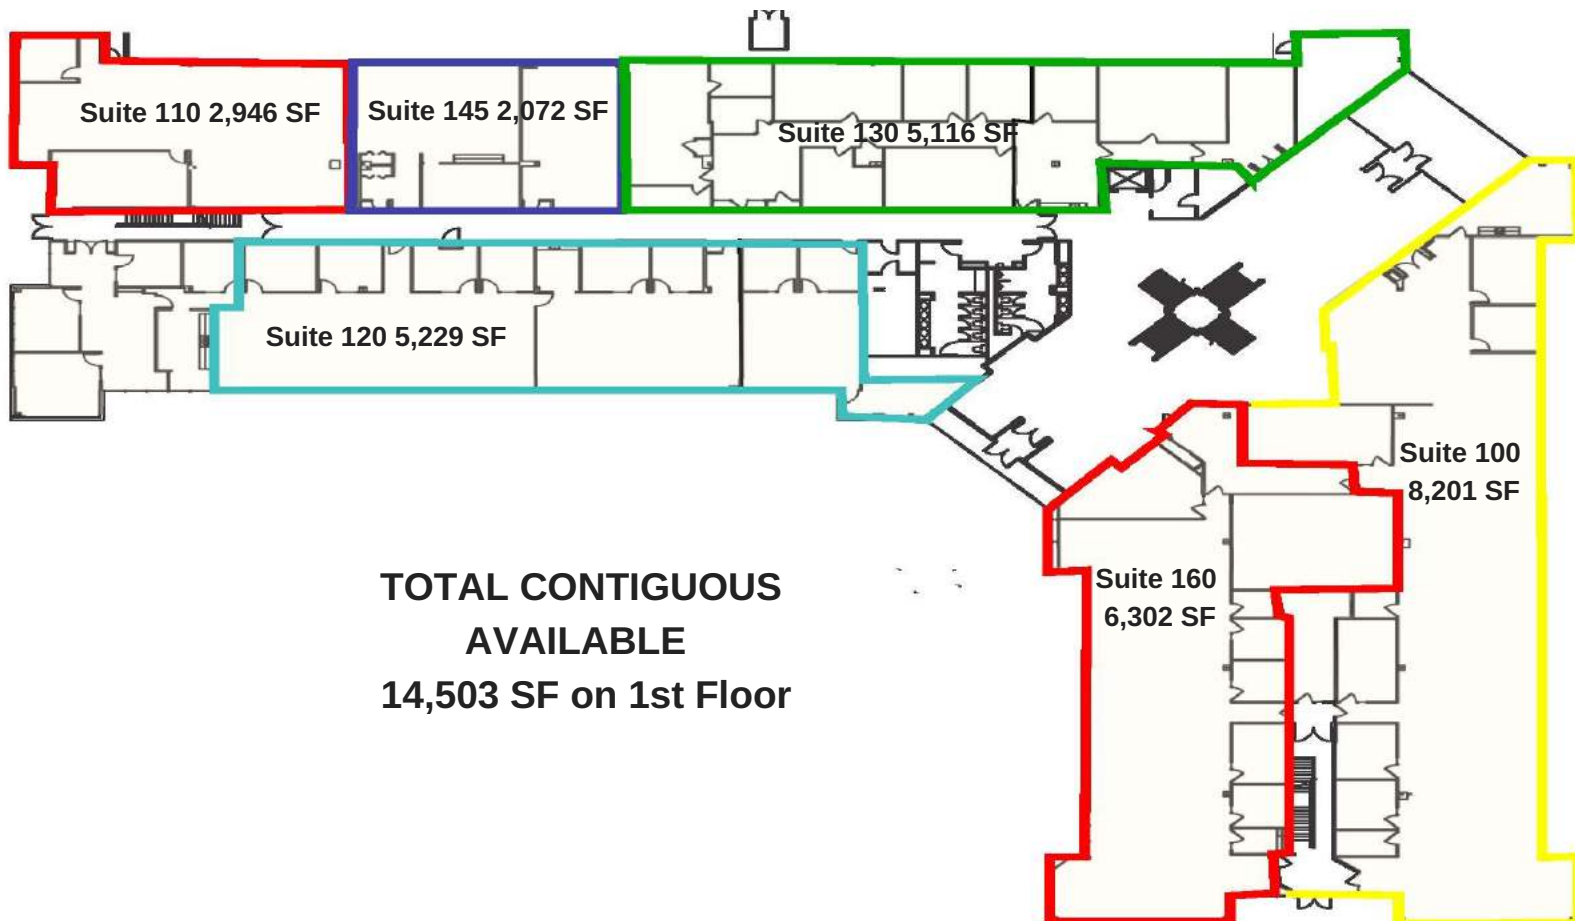 Suite 110 2,946 SF
Suite 145 2,072 SF
Suite 130 5,116 SF
Suite 120 5,229 SF
Suite 100
8,201 SF
Suite 160
6,302 SF
TOTAL CONTIGUOUS
AVAILABLE
14,503 SF on 1st Floor